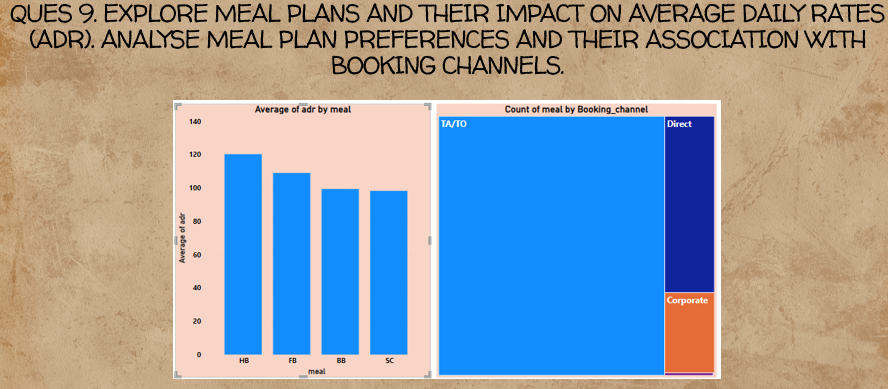 QUES 9. EXPLORE MEAL PLANS AND THEIR IMPACT ON AVERAGE DAILY RATES
(ADR). ANALYSE MEAL PLAN PREFERENCES AND THEIR ASSOCIATION WITH
BOOKING CHANNELS.
Average of adr by meal
140
120
100
80
60
40
20
0
Average of adr
HB FB BB SC
meal
Count of meal by Booking_channel
TA/TO
Direct
Corporate